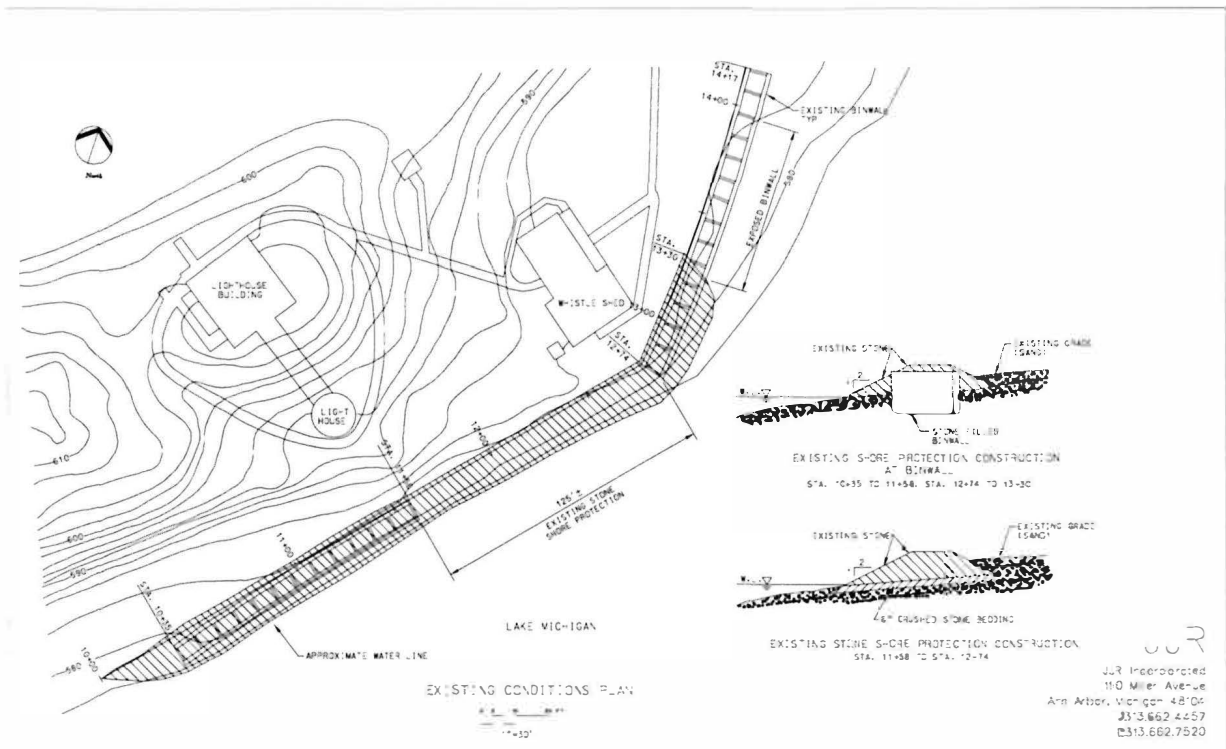 STA. 14+17
14+00
EXISTING BINWALL
TYP
590
580
EXPOSED BINWALL
North
600
STA. 13+30
LIGHTHOUSE
BUILDING
WHISTLE SHED
13+00
STA. 12+74
LIGHT
HOUSE
610
12+00
125' ±
EXISTING STONE
SHORE PROTECTION
600
11+00
590
STA. 10+35
10+00
580
LAKE MICHIGAN
APPROXIMATE WATER LINE
EXISTING CONDITIONS PLAN
1"=30'
EXISTING STONE
EXISTING GRADE
(SAND)
2
STONE FILLED
BINWALL
EXISTING SHORE PROTECTION CONSTRUCTION
AT BINWALL
STA. 10+35 TO 11+58, STA. 12+74 TO 13+30
EXISTING STONE
EXISTING GRADE
(SAND)
2
6" CRUSHED STONE BEDDING
EXISTING STONE SHORE PROTECTION CONSTRUCTION
STA. 11+58 TO STA. 12+74
JJR
JJR Incorporated
110 Miller Avenue
Ann Arbor, Michigan 48104
313.662.4457
313.662.7520